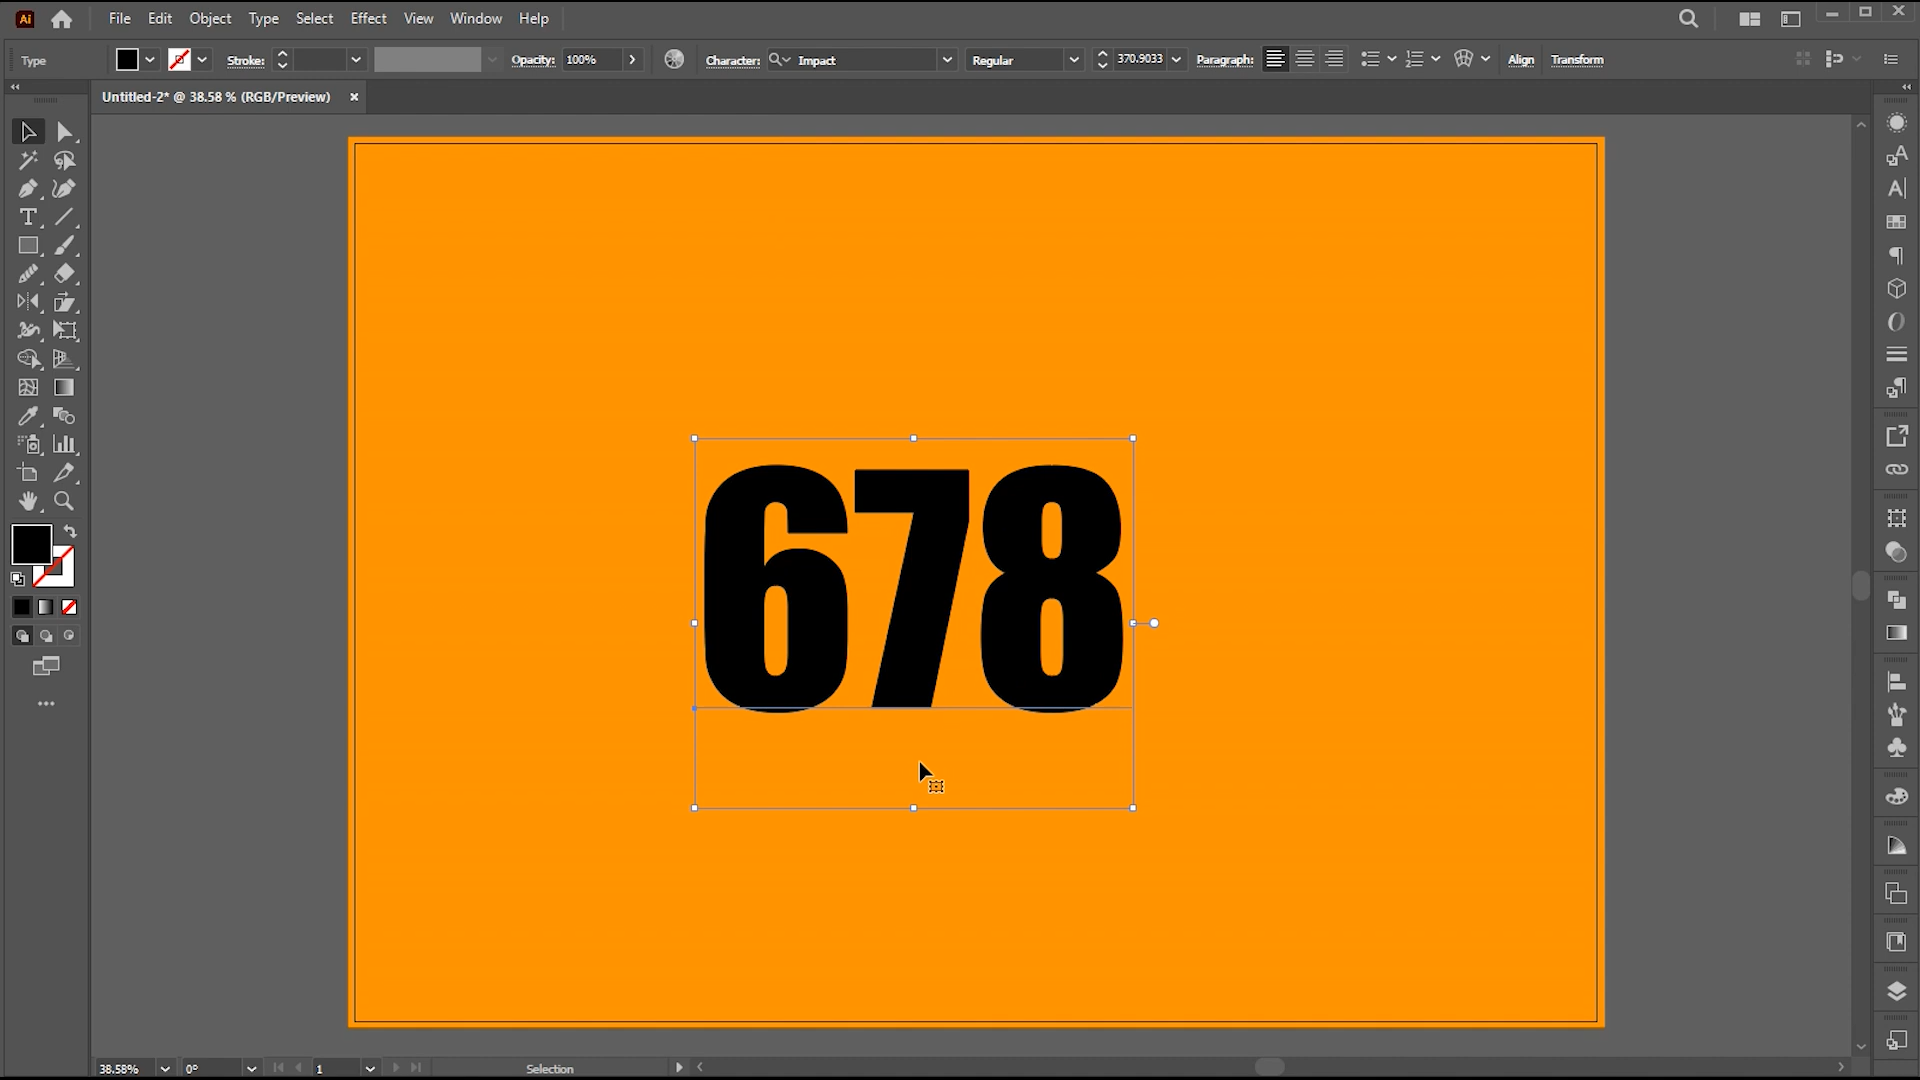 Ai File Edit Object Type Select Effect View Window Help
Type Stroke: Opacity: 100% Character: Impact Regular 370.9033 Paragraph: Align Transform
Untitled-2* @ 38.58 % (RGB/Preview) ×
678
38.58% 0° 1 Selection